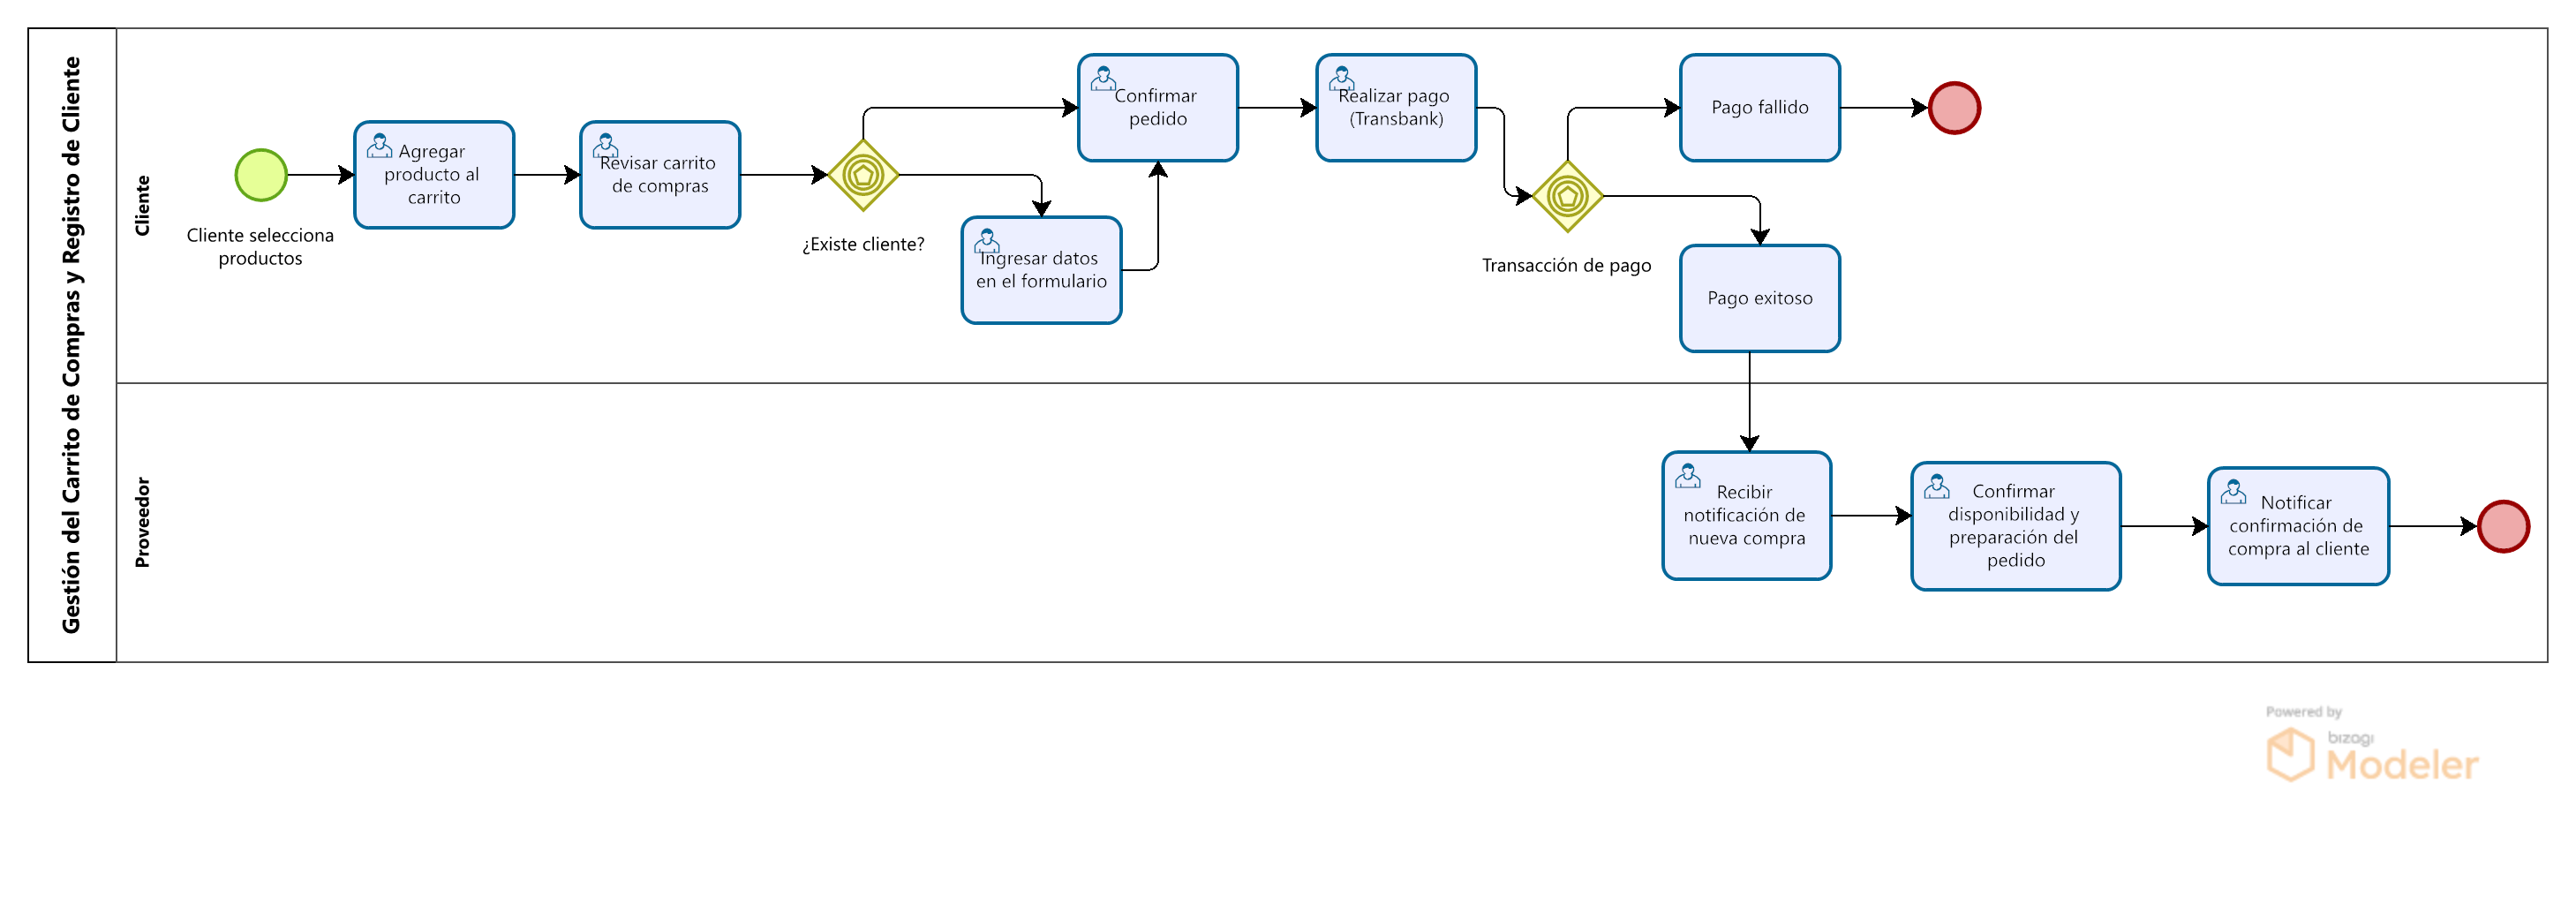 Gestión del Carrito de Compras y Registro de Cliente
Cliente
Cliente selecciona
productos
Agregar
producto al
carrito
Revisar carrito
de compras
¿Existe cliente?
Ingresar datos
en el formulario
Confirmar
pedido
Realizar pago
(Transbank)
Transacción de pago
Pago fallido
Pago exitoso
Proveedor
Recibir
notificación de
nueva compra
Confirmar
disponibilidad y
preparación del
pedido
Notificar
confirmación de
compra al cliente
Powered by
bizagi
Modeler